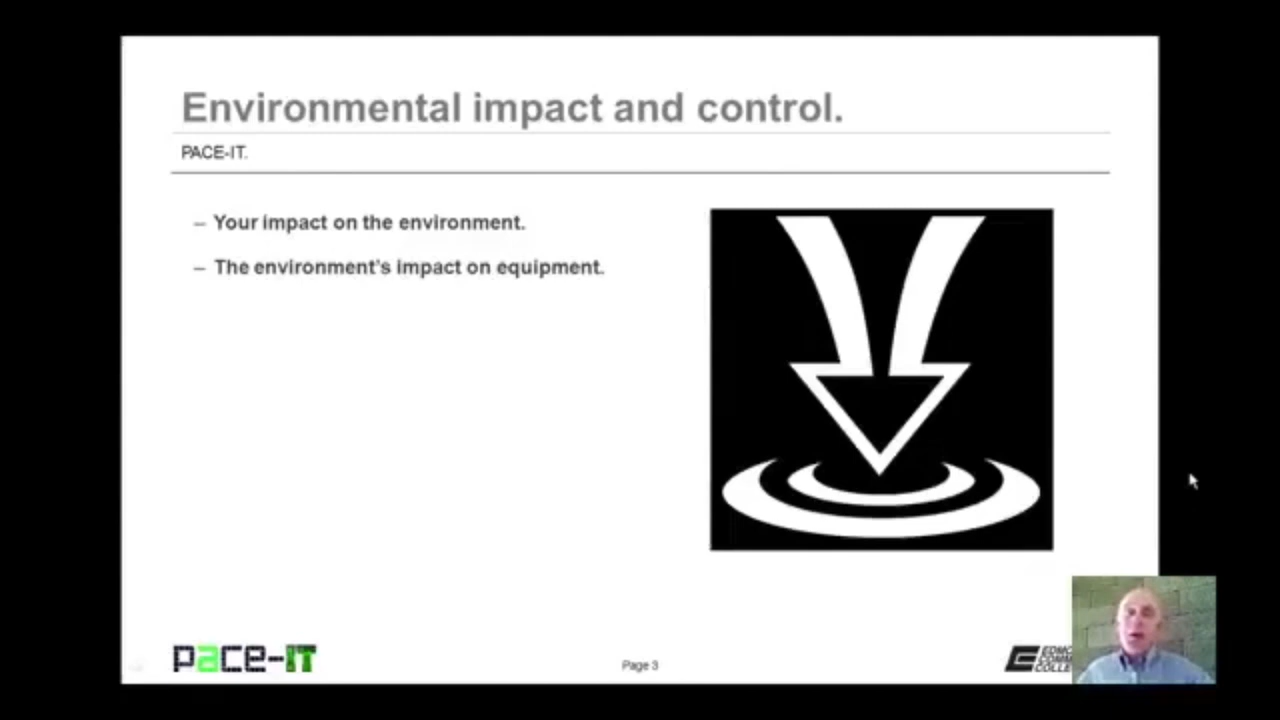 Environmental impact and control.
PACE-IT.
– Your impact on the environment.
– The environment's impact on equipment.
pace-IT
Page 3